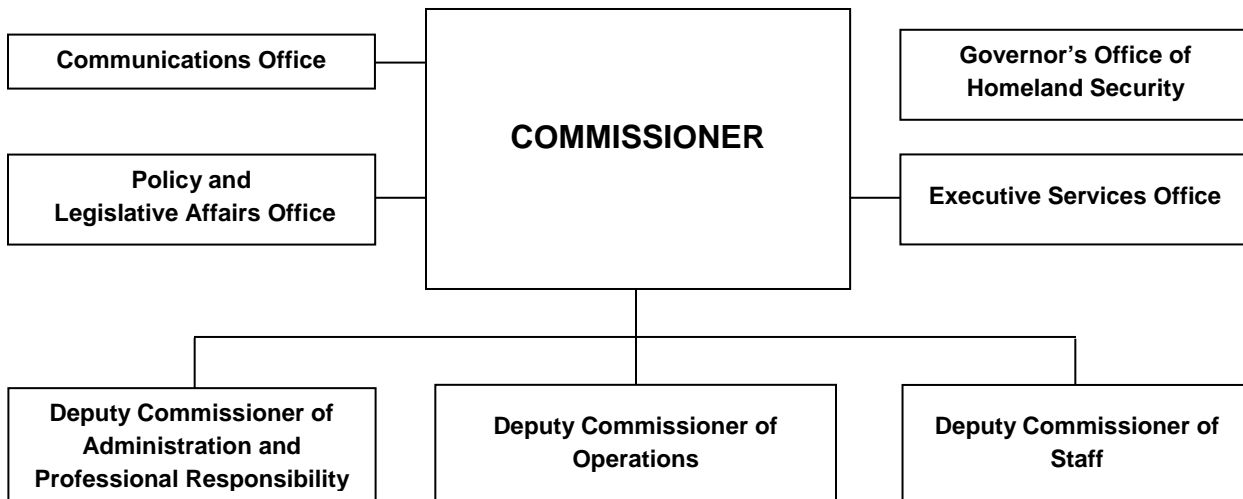 Communications Office
Governor’s Office of
Homeland Security
COMMISSIONER
Policy and
Legislative Affairs Office
Executive Services Office
Deputy Commissioner of
Administration and
Professional Responsibility
Deputy Commissioner of
Operations
Deputy Commissioner of
Staff